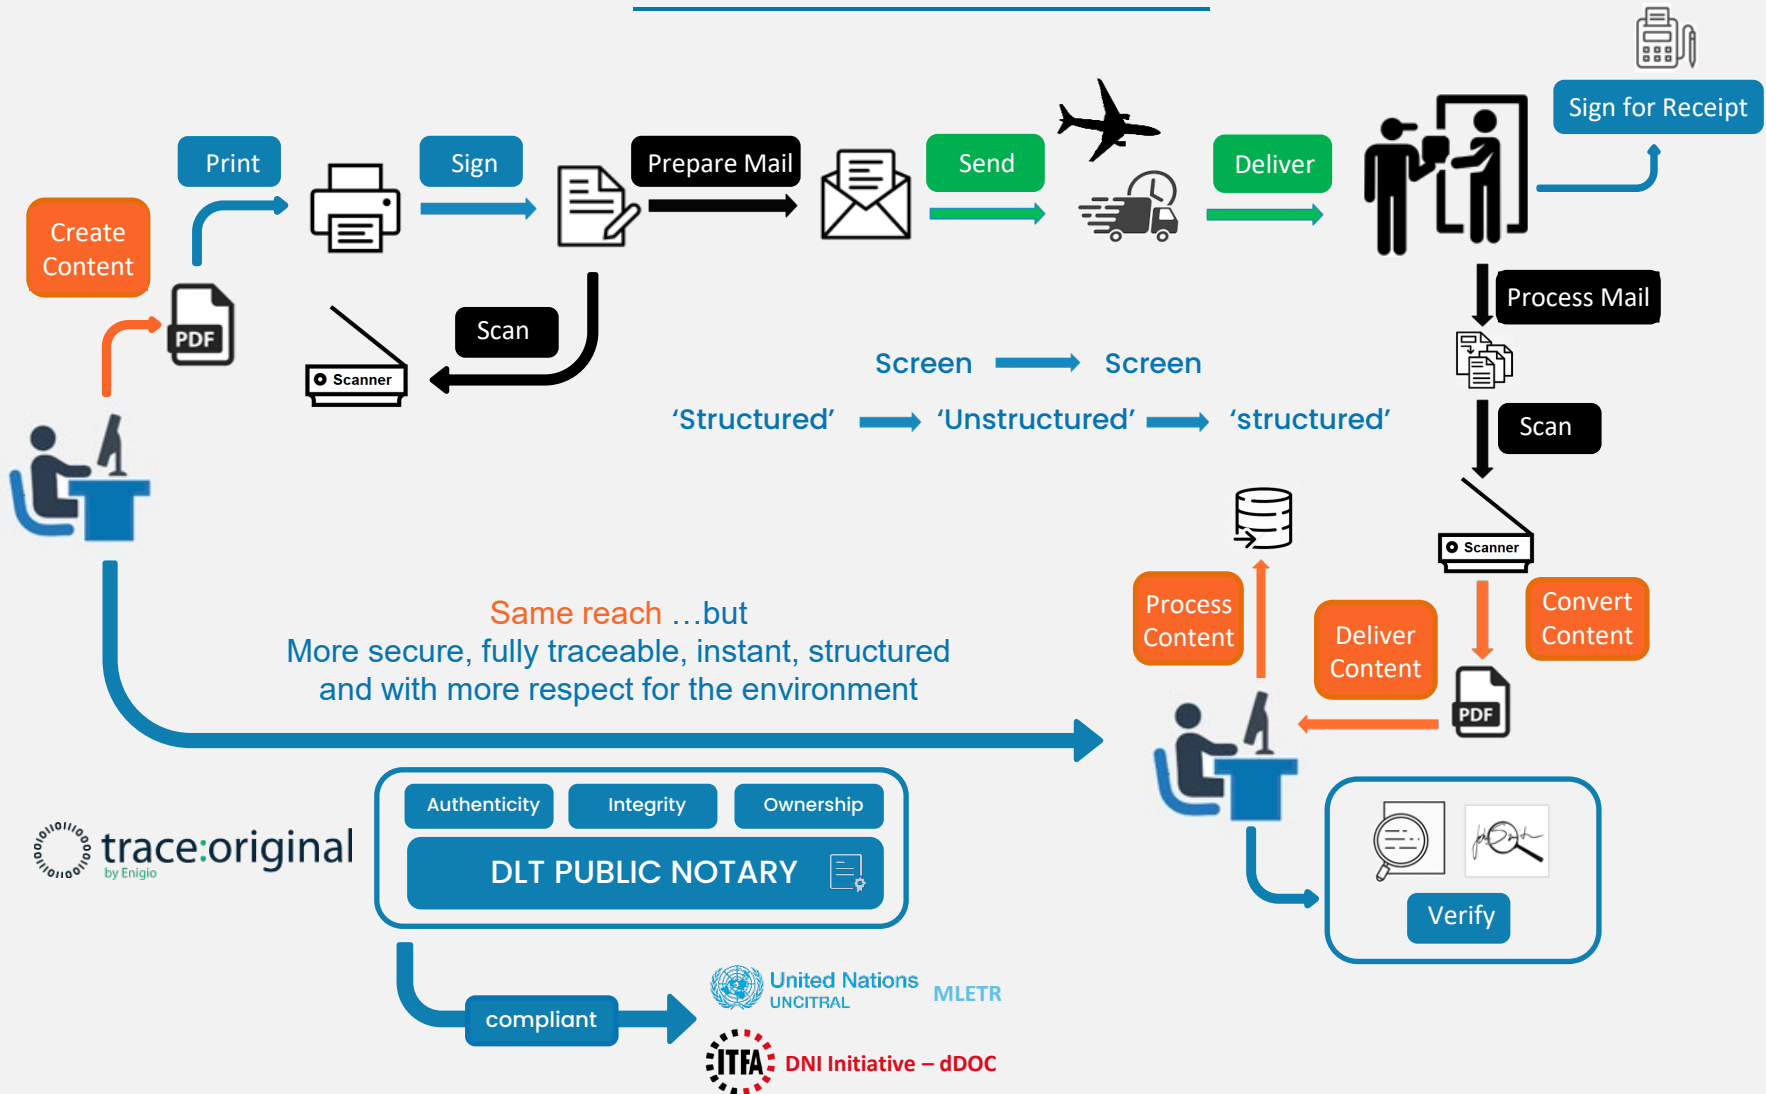 Sign for Receipt
Print
Sign
Prepare Mail
Send
Deliver
Create
Content
PDF
Scan
Scanner
Process Mail
Screen
Screen
‘Structured’
‘Unstructured’
‘structured’
Scan
Scanner
Process
Content
Deliver
Content
Convert
Content
PDF
Same reach …but
More secure, fully traceable, instant, structured
and with more respect for the environment
Authenticity
Integrity
Ownership
DLT PUBLIC NOTARY
trace:original
by Enigio
Verify
compliant
United Nations
UNCITRAL
MLETR
ITFA
DNI Initiative – dDOC